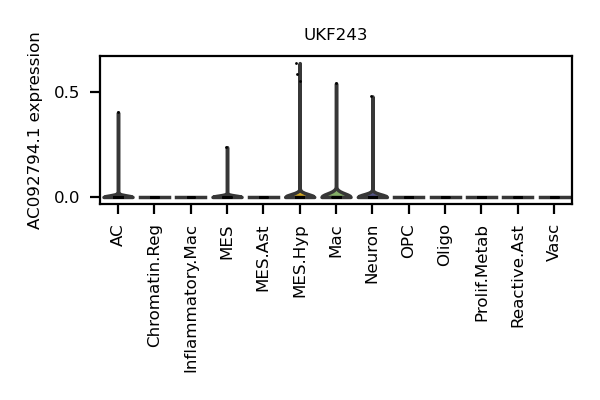 UKF243
AC092794.1 expression
0.5
0.0
AC
Chromatin.Reg
Inflammatory.Mac
MES
MES.Ast
MES.Hyp
Mac
Neuron
OPC
Oligo
Prolif.Metab
Reactive.Ast
Vasc